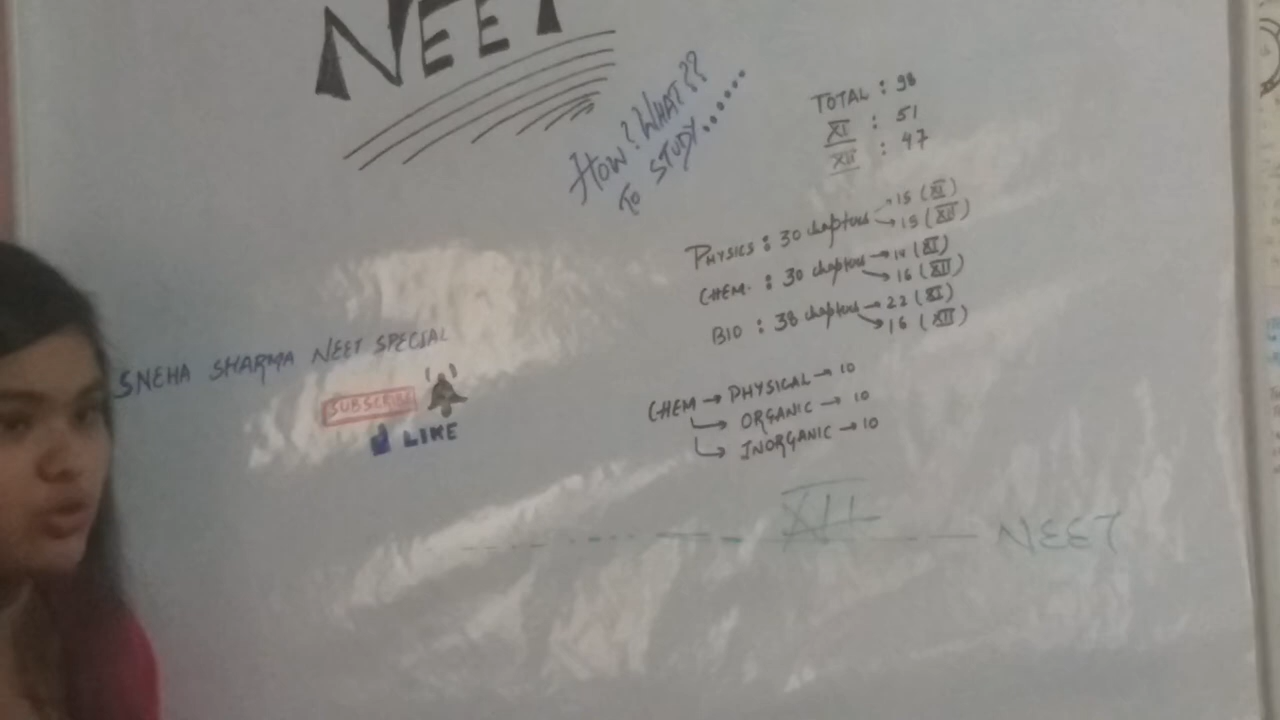 NEET
HOW? WHAT??
TO STUDY......
TOTAL : 98
XI : 51
XII : 47
PHYSICS : 30 chapters → 15 (XI)
→ 15 (XII)
CHEM. : 30 chapters → 14 (XI)
→ 16 (XII)
BIO : 38 chapters → 22 (XI)
→ 16 (XII)
SNEHA SHARMA NEET SPECIAL
SUBSCRIBE
LIKE
CHEM → PHYSICAL → 10
→ ORGANIC → 10
→ INORGANIC → 10
XII
NEET